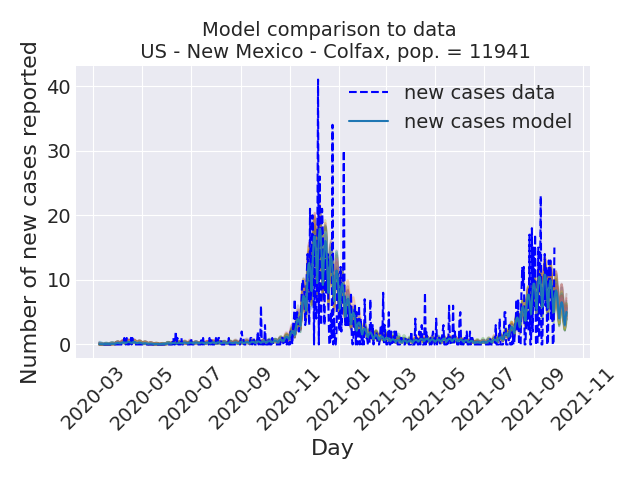 Model comparison to data
US - New Mexico - Colfax, pop. = 11941
Number of new cases reported
40
30
20
10
0
new cases data
new cases model
2020-03
2020-05
2020-07
2020-09
2020-11
2021-01
2021-03
2021-05
2021-07
2021-09
2021-11
Day